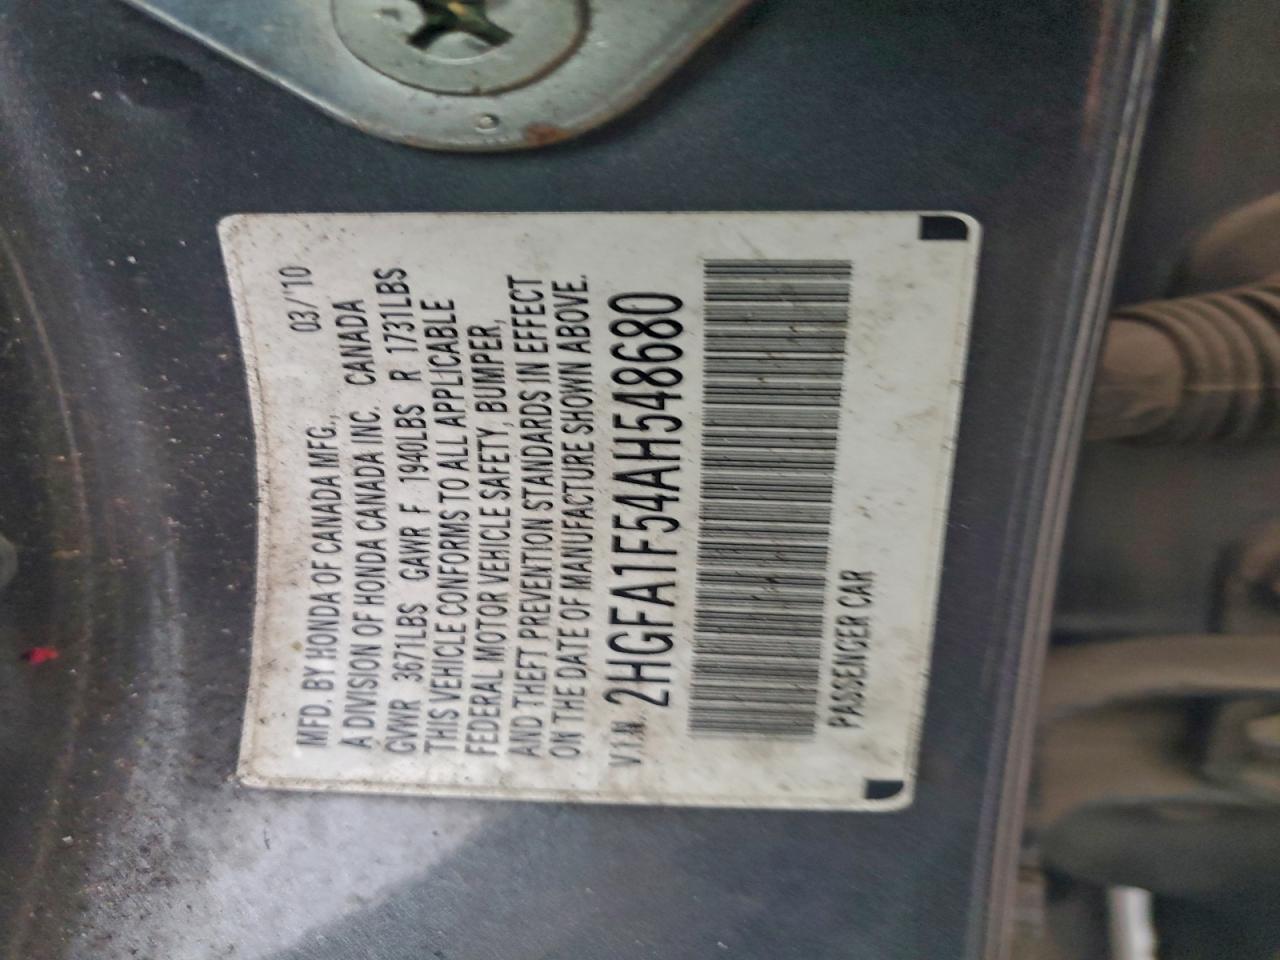 MFD. BY HONDA OF CANADA MFG., 03/'10
A DIVISION OF HONDA CANADA INC. CANADA
GVWR 3671LBS GAWR F 1940LBS R 1731LBS
THIS VEHICLE CONFORMS TO ALL APPLICABLE
FEDERAL MOTOR VEHICLE SAFETY, BUMPER,
AND THEFT PREVENTION STANDARDS IN EFFECT
ON THE DATE OF MANUFACTURE SHOWN ABOVE.
V.I.N. 2HGFA1F54AH548680
PASSENGER CAR